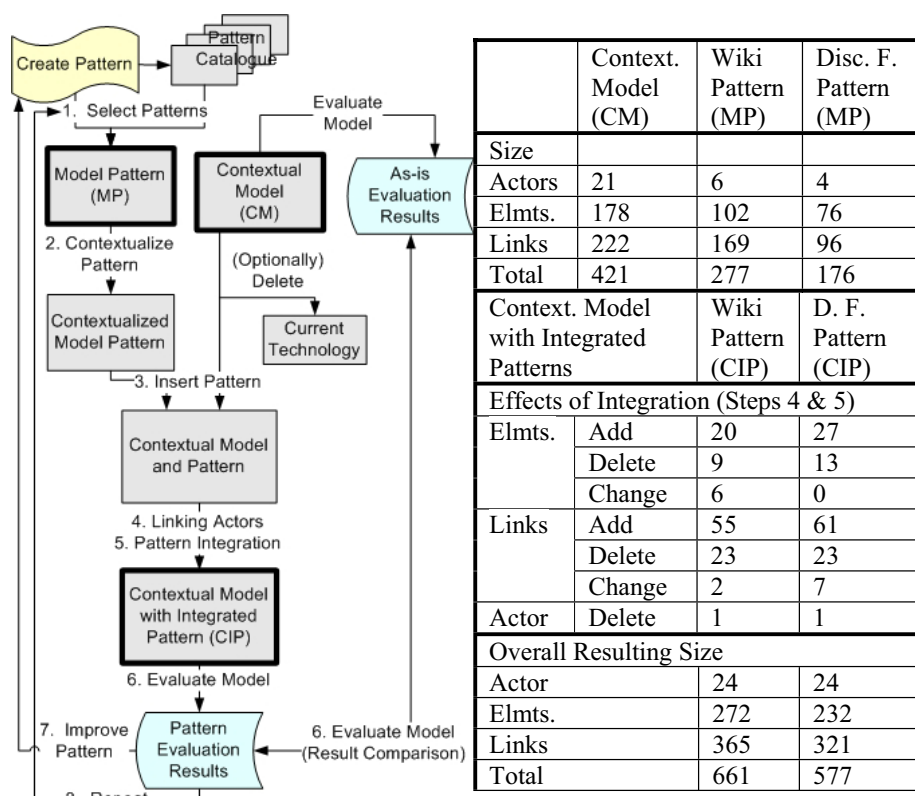 Pattern
Catalogue
Create Pattern
1. Select Patterns
Evaluate
Model
Model Pattern
(MP)
Contextual
Model
(CM)
As-is
Evaluation
Results
2. Contextualize
Pattern
(Optionally)
Delete
Contextualized
Model Pattern
Current
Technology
3. Insert Pattern
Contextual Model
and Pattern
4. Linking Actors
5. Pattern Integration
Contextual Model
with Integrated
Pattern (CIP)
6. Evaluate Model
7. Improve
Pattern
Pattern
Evaluation
Results
6. Evaluate Model
(Result Comparison)
Context. Wiki Disc. F.
Model Pattern Pattern
(CM) (MP) (MP)
Size
Actors 21 6 4
Elmts. 178 102 76
Links 222 169 96
Total 421 277 176
Context. Model Wiki D. F.
with Integrated Pattern Pattern
Patterns (CIP) (CIP)
Effects of Integration (Steps 4 & 5)
Elmts. Add 20 27
Delete 9 13
Change 6 0
Links Add 55 61
Delete 23 23
Change 2 7
Actor Delete 1 1
Overall Resulting Size
Actor 24 24
Elmts. 272 232
Links 365 321
Total 661 577